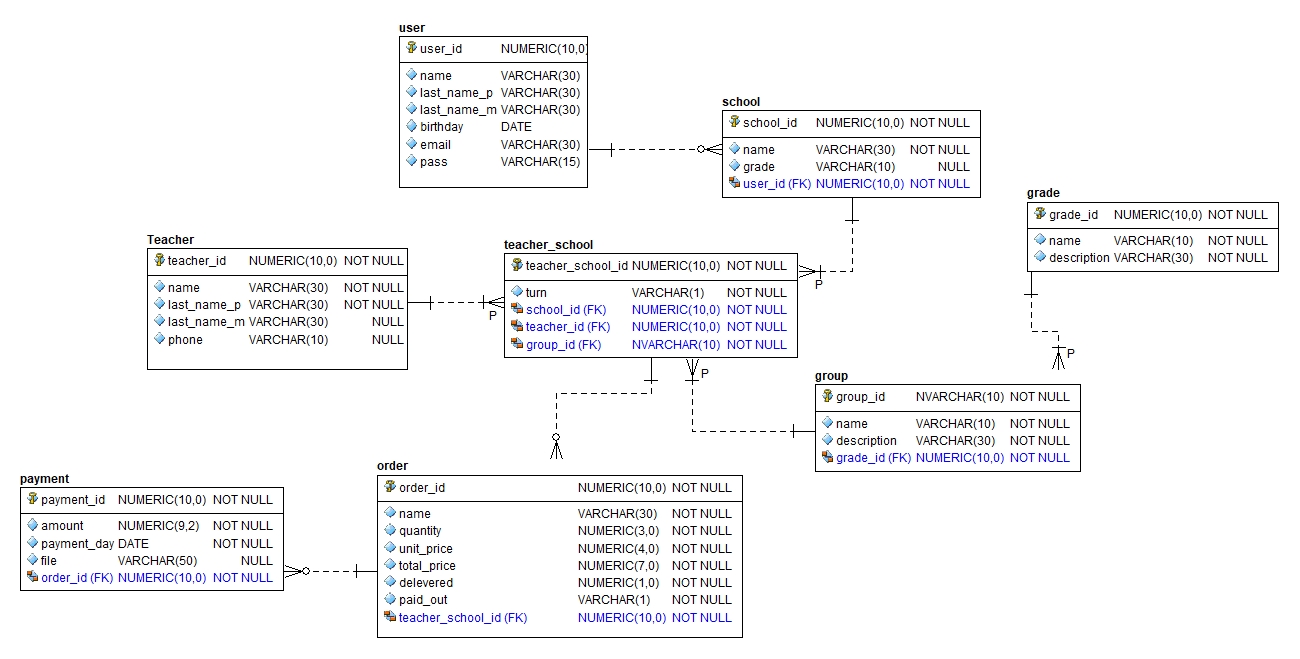 user
user_id NUMERIC(10,0)
name VARCHAR(30)
last_name_p VARCHAR(30)
last_name_m VARCHAR(30)
birthday DATE
email VARCHAR(30)
pass VARCHAR(15)
school
school_id NUMERIC(10,0) NOT NULL
name VARCHAR(30) NOT NULL
grade VARCHAR(10) NULL
user_id (FK) NUMERIC(10,0) NOT NULL
grade
grade_id NUMERIC(10,0) NOT NULL
name VARCHAR(10) NOT NULL
description VARCHAR(30) NOT NULL
Teacher
teacher_id NUMERIC(10,0) NOT NULL
name VARCHAR(30) NOT NULL
last_name_p VARCHAR(30) NOT NULL
last_name_m VARCHAR(30) NULL
phone VARCHAR(10) NULL
P
teacher_school
teacher_school_id NUMERIC(10,0) NOT NULL
turn VARCHAR(1) NOT NULL
school_id (FK) NUMERIC(10,0) NOT NULL
teacher_id (FK) NUMERIC(10,0) NOT NULL
group_id (FK) NVARCHAR(10) NOT NULL
P
P
P
group
group_id NVARCHAR(10) NOT NULL
name VARCHAR(10) NOT NULL
description VARCHAR(30) NOT NULL
grade_id (FK) NUMERIC(10,0) NOT NULL
payment
payment_id NUMERIC(10,0) NOT NULL
amount NUMERIC(9,2) NOT NULL
payment_day DATE NOT NULL
file VARCHAR(50) NULL
order_id (FK) NUMERIC(10,0) NOT NULL
order
order_id NUMERIC(10,0) NOT NULL
name VARCHAR(30) NOT NULL
quantity NUMERIC(3,0) NOT NULL
unit_price NUMERIC(4,0) NOT NULL
total_price NUMERIC(7,0) NOT NULL
delevered NUMERIC(1,0) NOT NULL
paid_out VARCHAR(1) NOT NULL
teacher_school_id (FK) NUMERIC(10,0) NOT NULL